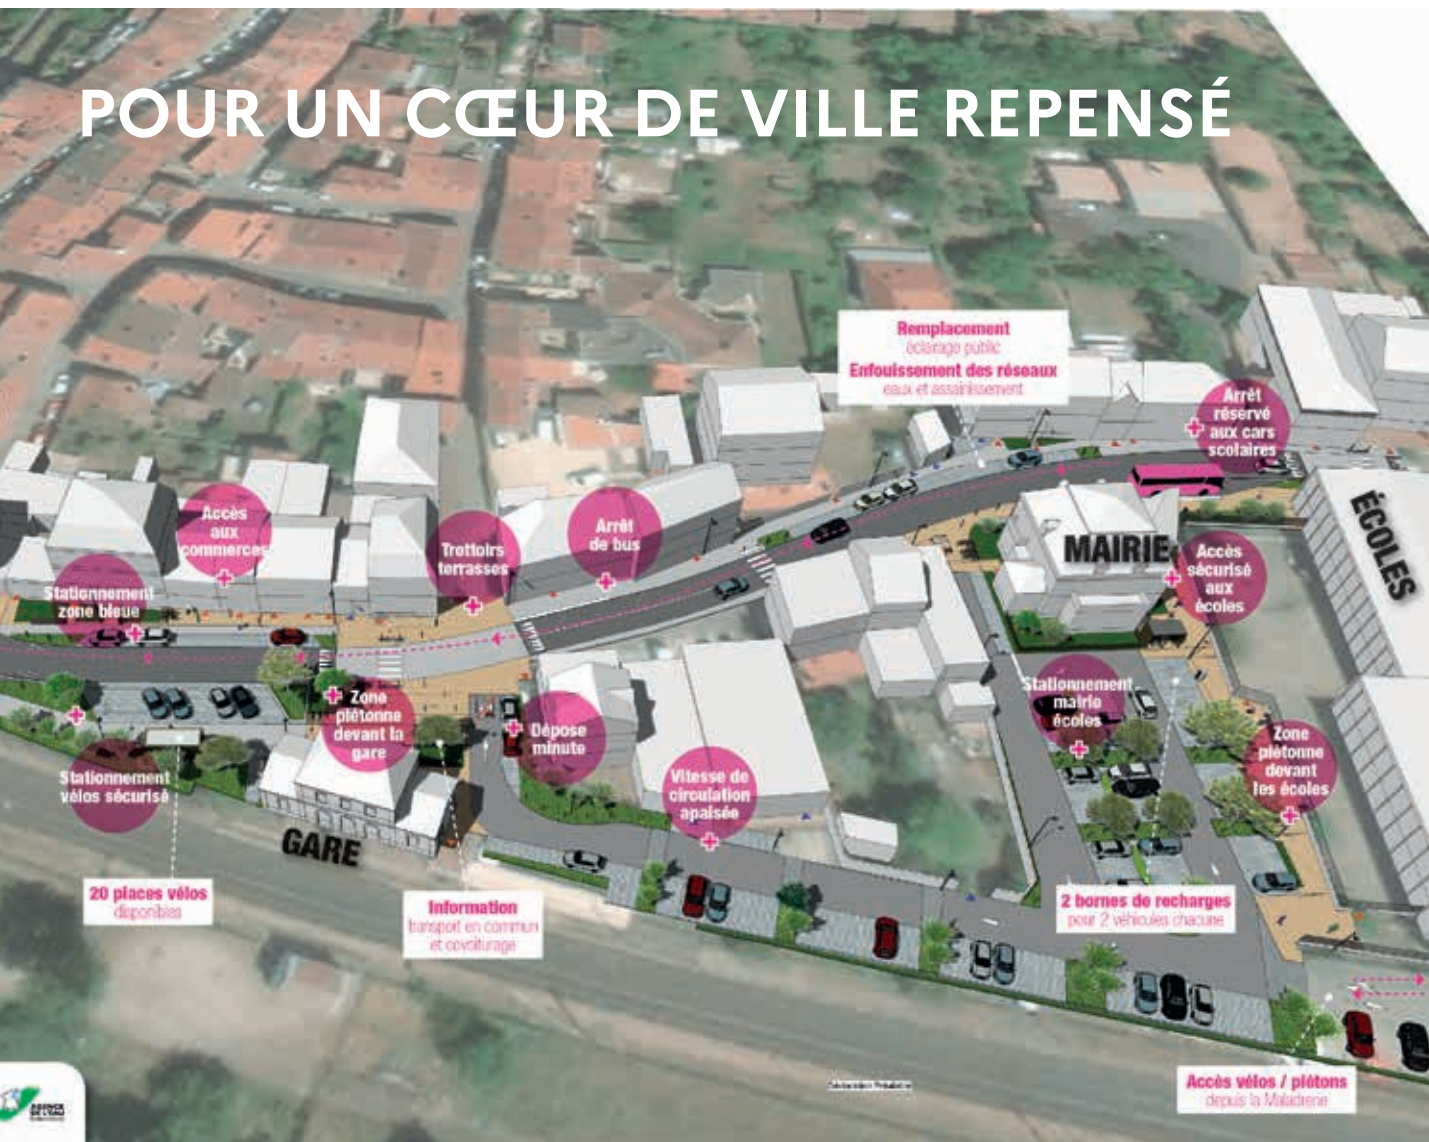 POUR UN CŒUR DE VILLE REPENSÉ
Remplacement
éclairage public
Enfouissement des réseaux
eaux et assainissement
Arrêt
réservé
aux cars
scolaires
ÉCOLES
Accès
aux
commerces
Trottoirs
terrasses
Arrêt
de bus
MAIRIE
Accès
sécurisé
aux
écoles
Stationnement
zone bleue
Zone
piétonne
devant la
gare
Dépose
minute
Stationnement
mairie
écoles
Zone
piétonne
devant
les écoles
Stationnement
vélos sécurisé
Vitesse de
circulation
apaisée
GARE
20 places vélos
disponibles
Information
transport en commun
et covoiturage
2 bornes de recharges
pour 2 véhicules chacune
Accès vélos / piétons
depuis la Maladrerie
AGENCE
DE L'EAU